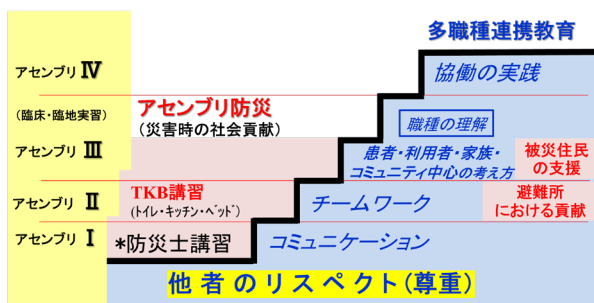 多職種連携教育
アセンブリ Ⅳ
協働の実践
(臨床・臨地実習)
アセンブリ防災
(災害時の社会貢献)
職種の理解
アセンブリ Ⅲ
患者・利用者・家族・
コミュニティ中心の考え方
被災住民
の支援
アセンブリ Ⅱ
TKB講習
(トイレ・キッチン・ベッド)
チームワーク
避難所
における貢献
アセンブリ Ⅰ
*防災士講習
コミュニケーション
他者のリスペクト(尊重)